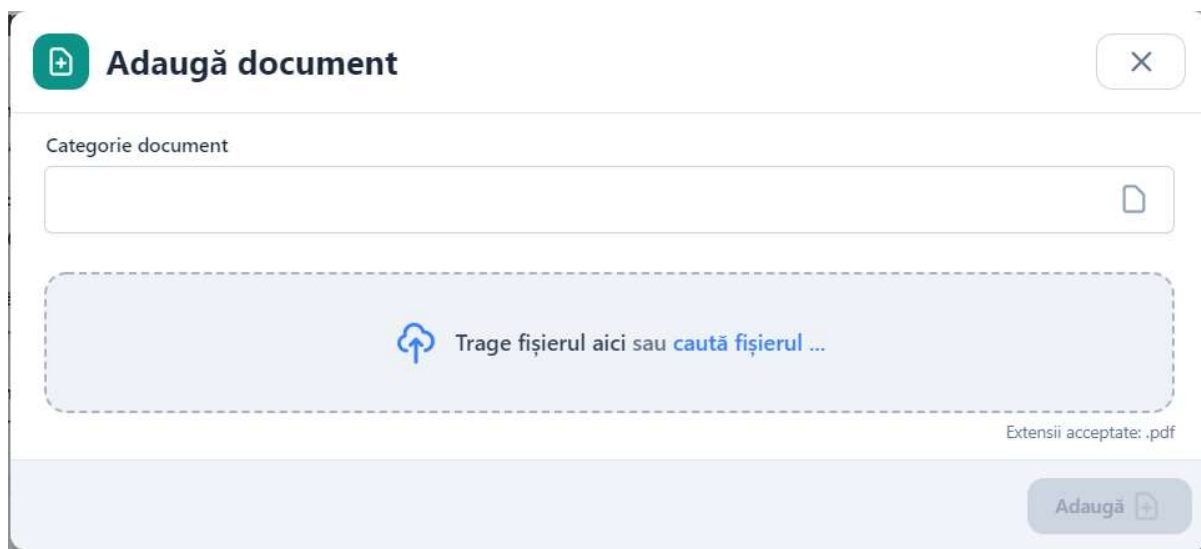 Adaugă document
Categorie document
Trage fișierul aici sau caută fișierul ...
Extensii acceptate: .pdf
Adaugă